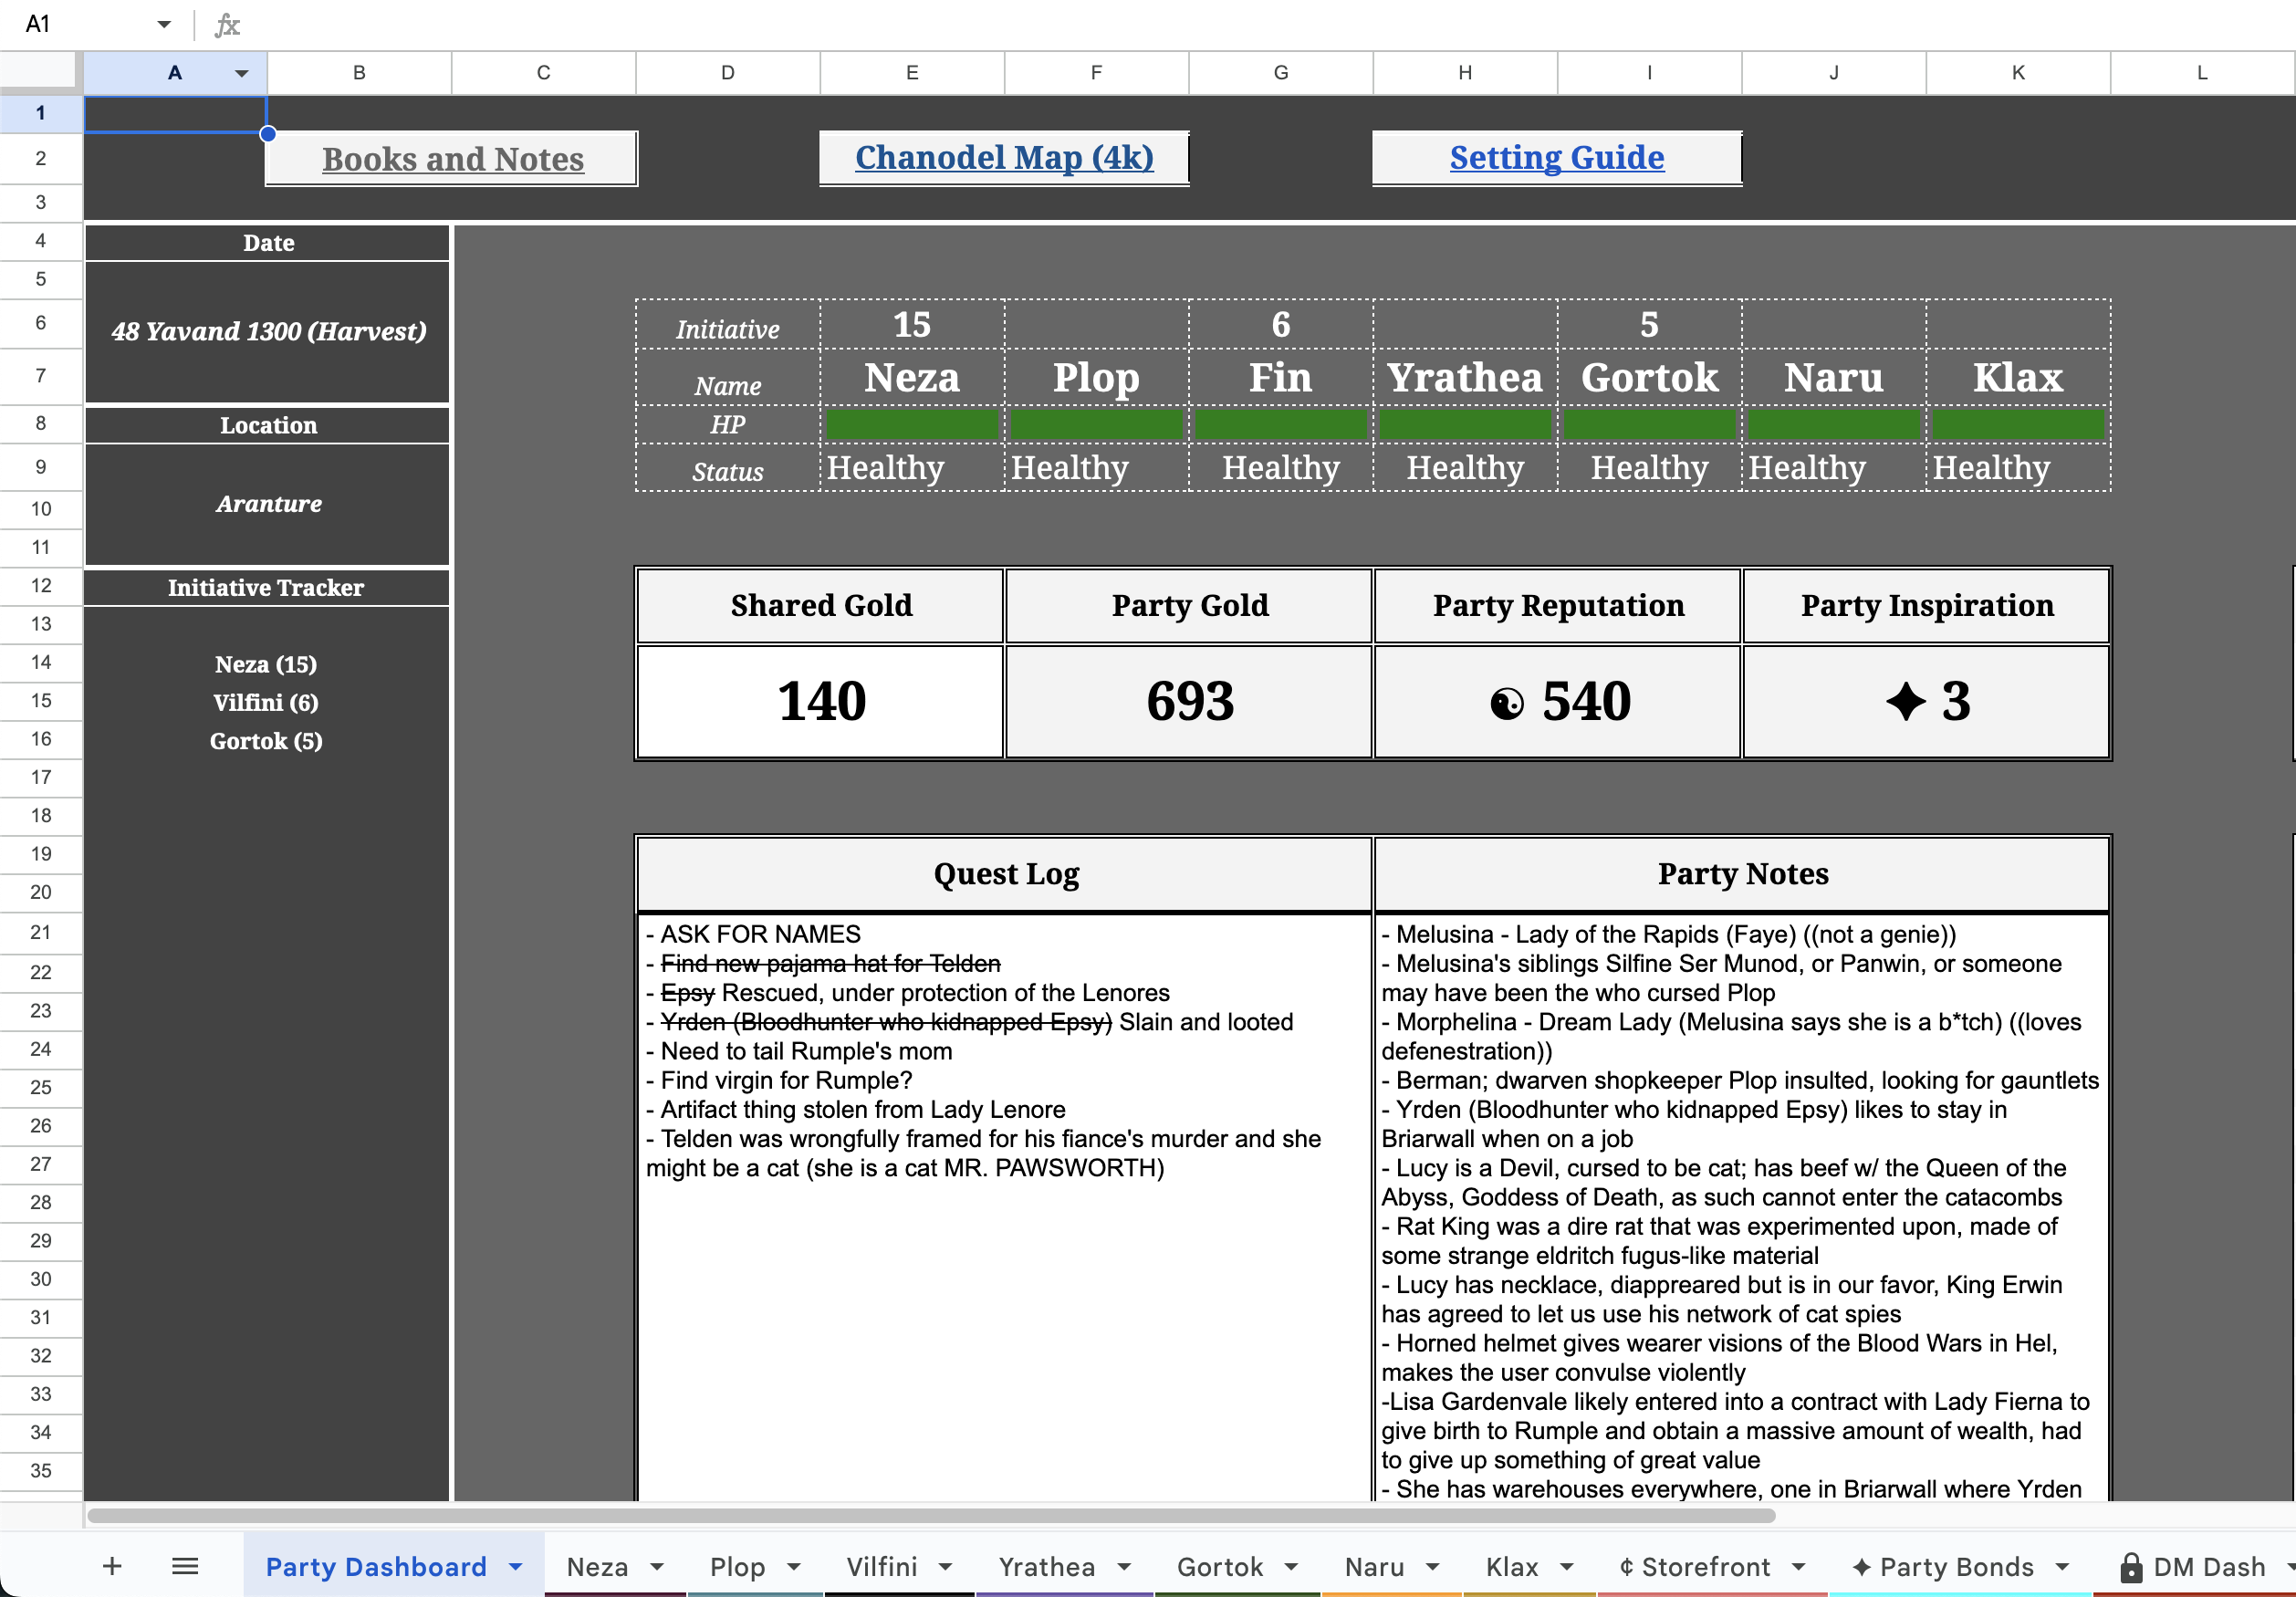 A1
fx
A B C D E F G H I J K L
1
2 Books and Notes Chanodel Map (4k) Setting Guide
3
4 Date
5
48 Yavand 1300 (Harvest)
6 Initiative 15 6 5
7 Name Neza Plop Fin Yrathea Gortok Naru Klax
8 Location HP
9 Status Healthy Healthy Healthy Healthy Healthy Healthy Healthy
Aranture
10
11
12 Initiative Tracker
Shared Gold Party Gold Party Reputation Party Inspiration
13
14 Neza (15)
15 Vilfini (6) 140 693 ☯ 540 ✦ 3
16 Gortok (5)
17
18
19
Quest Log Party Notes
20
21
22
23
24
25
26
27
28
29
30
31
32
33
34
35
- ASK FOR NAMES
- Find new pajama hat for Telden
- Epsy Rescued, under protection of the Lenores
- Yrden (Bloodhunter who kidnapped Epsy) Slain and looted
- Need to tail Rumple's mom
- Find virgin for Rumple?
- Artifact thing stolen from Lady Lenore
- Telden was wrongfully framed for his fiance's murder and she
might be a cat (she is a cat MR. PAWSWORTH)
- Melusina - Lady of the Rapids (Faye) ((not a genie))
- Melusina's siblings Silfine Ser Munod, or Panwin, or someone
may have been the who cursed Plop
- Morphelina - Dream Lady (Melusina says she is a b*tch) ((loves
defenestration))
- Berman; dwarven shopkeeper Plop insulted, looking for gauntlets
- Yrden (Bloodhunter who kidnapped Epsy) likes to stay in
Briarwall when on a job
- Lucy is a Devil, cursed to be cat; has beef w/ the Queen of the
Abyss, Goddess of Death, as such cannot enter the catacombs
- Rat King was a dire rat that was experimented upon, made of
some strange eldritch fugus-like material
- Lucy has necklace, diappreared but is in our favor, King Erwin
has agreed to let us use his network of cat spies
- Horned helmet gives wearer visions of the Blood Wars in Hel,
makes the user convulse violently
-Lisa Gardenvale likely entered into a contract with Lady Fierna to
give birth to Rumple and obtain a massive amount of wealth, had
to give up something of great value
- She has warehouses everywhere, one in Briarwall where Yrden
Party Dashboard Neza Plop Vilfini Yrathea Gortok Naru Klax ¢ Storefront ✦ Party Bonds DM Dash